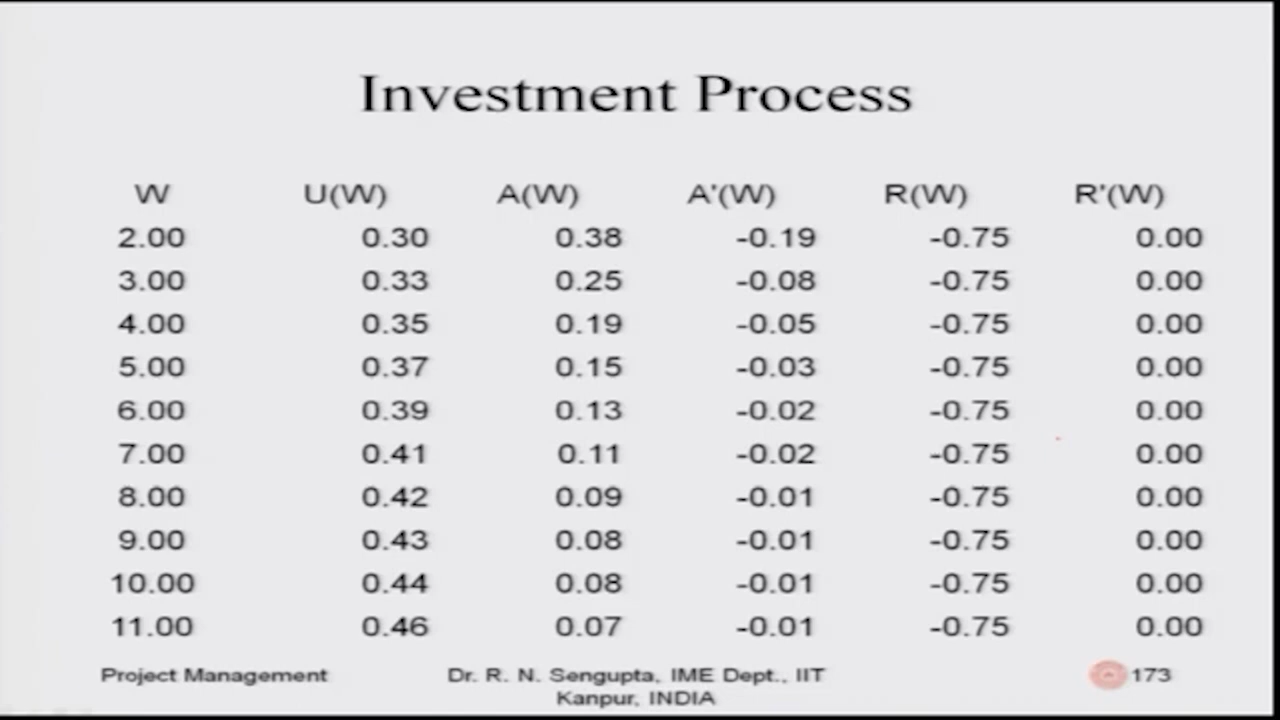 Investment Process
W U(W) A(W) A'(W) R(W) R'(W)
2.00 0.30 0.38 -0.19 -0.75 0.00
3.00 0.33 0.25 -0.08 -0.75 0.00
4.00 0.35 0.19 -0.05 -0.75 0.00
5.00 0.37 0.15 -0.03 -0.75 0.00
6.00 0.39 0.13 -0.02 -0.75 0.00
7.00 0.41 0.11 -0.02 -0.75 0.00
8.00 0.42 0.09 -0.01 -0.75 0.00
9.00 0.43 0.08 -0.01 -0.75 0.00
10.00 0.44 0.08 -0.01 -0.75 0.00
11.00 0.46 0.07 -0.01 -0.75 0.00
Project Management Dr. R. N. Sengupta, IME Dept., IIT 173
Kanpur, INDIA